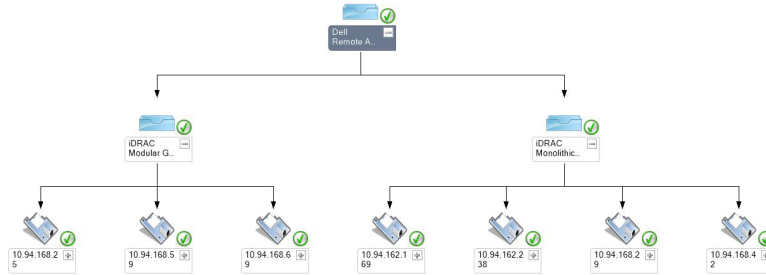 Dell
Remote A..
iDRAC
Modular G..
iDRAC
Monolithic..
10.94.168.2
5
10.94.168.5
9
10.94.168.6
9
10.94.162.1
69
10.94.162.2
38
10.94.168.2
9
10.94.168.4
2